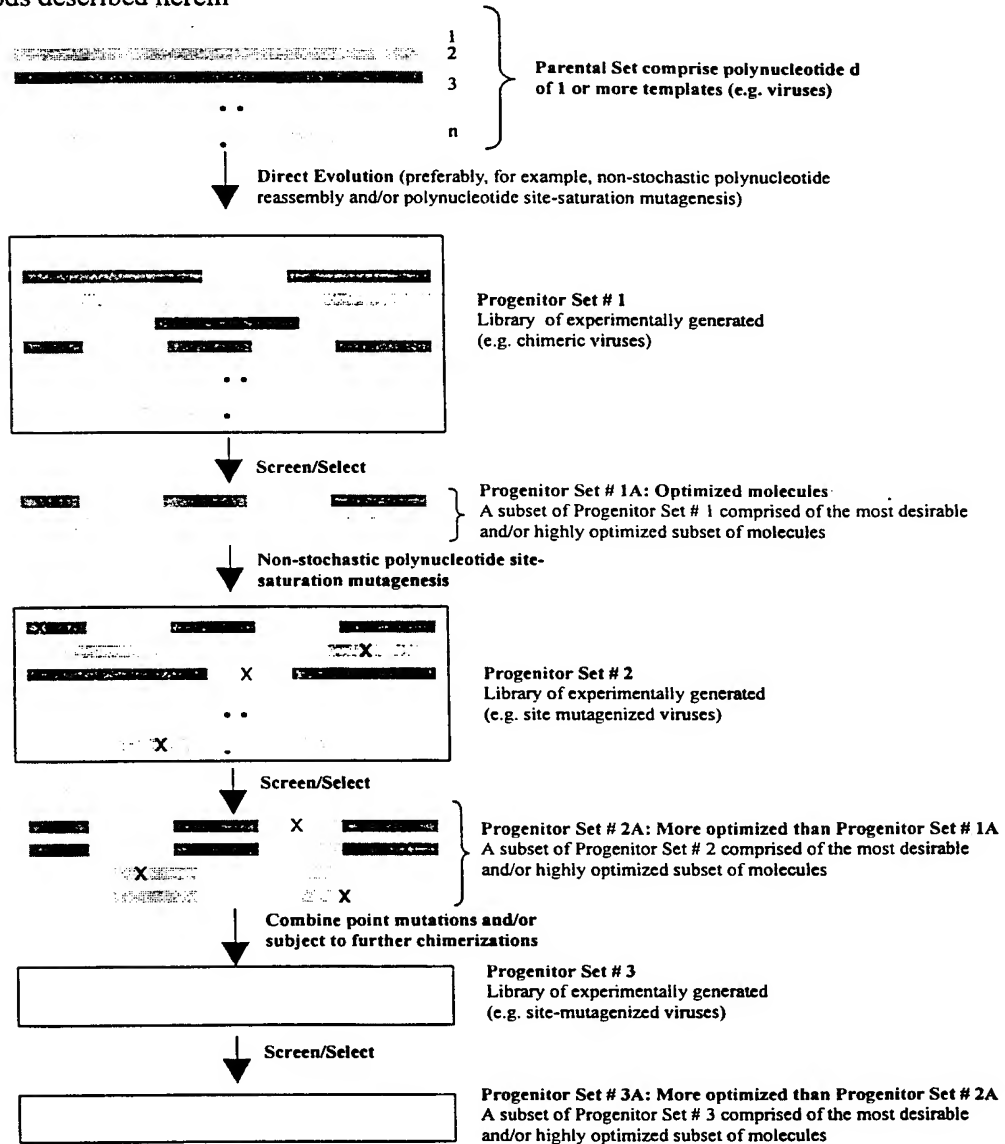 ods described herein
1
2
3
n
Parental Set comprise polynucleotide d
of 1 or more templates (e.g. viruses)
Direct Evolution (preferably, for example, non-stochastic polynucleotide
reassembly and/or polynucleotide site-saturation mutagenesis)
Progenitor Set # 1
Library of experimentally generated
(e.g. chimeric viruses)
Screen/Select
Progenitor Set # 1A: Optimized molecules
A subset of Progenitor Set # 1 comprised of the most desirable
and/or highly optimized subset of molecules
Non-stochastic polynucleotide site-
saturation mutagenesis
X
X
X
X
Progenitor Set # 2
Library of experimentally generated
(e.g. site mutagenized viruses)
Screen/Select
X
X
X
Progenitor Set # 2A: More optimized than Progenitor Set # 1A
A subset of Progenitor Set # 2 comprised of the most desirable
and/or highly optimized subset of molecules
Combine point mutations and/or
subject to further chimerizations
Progenitor Set # 3
Library of experimentally generated
(e.g. site-mutagenized viruses)
Screen/Select
Progenitor Set # 3A: More optimized than Progenitor Set # 2A
A subset of Progenitor Set # 3 comprised of the most desirable
and/or highly optimized subset of molecules